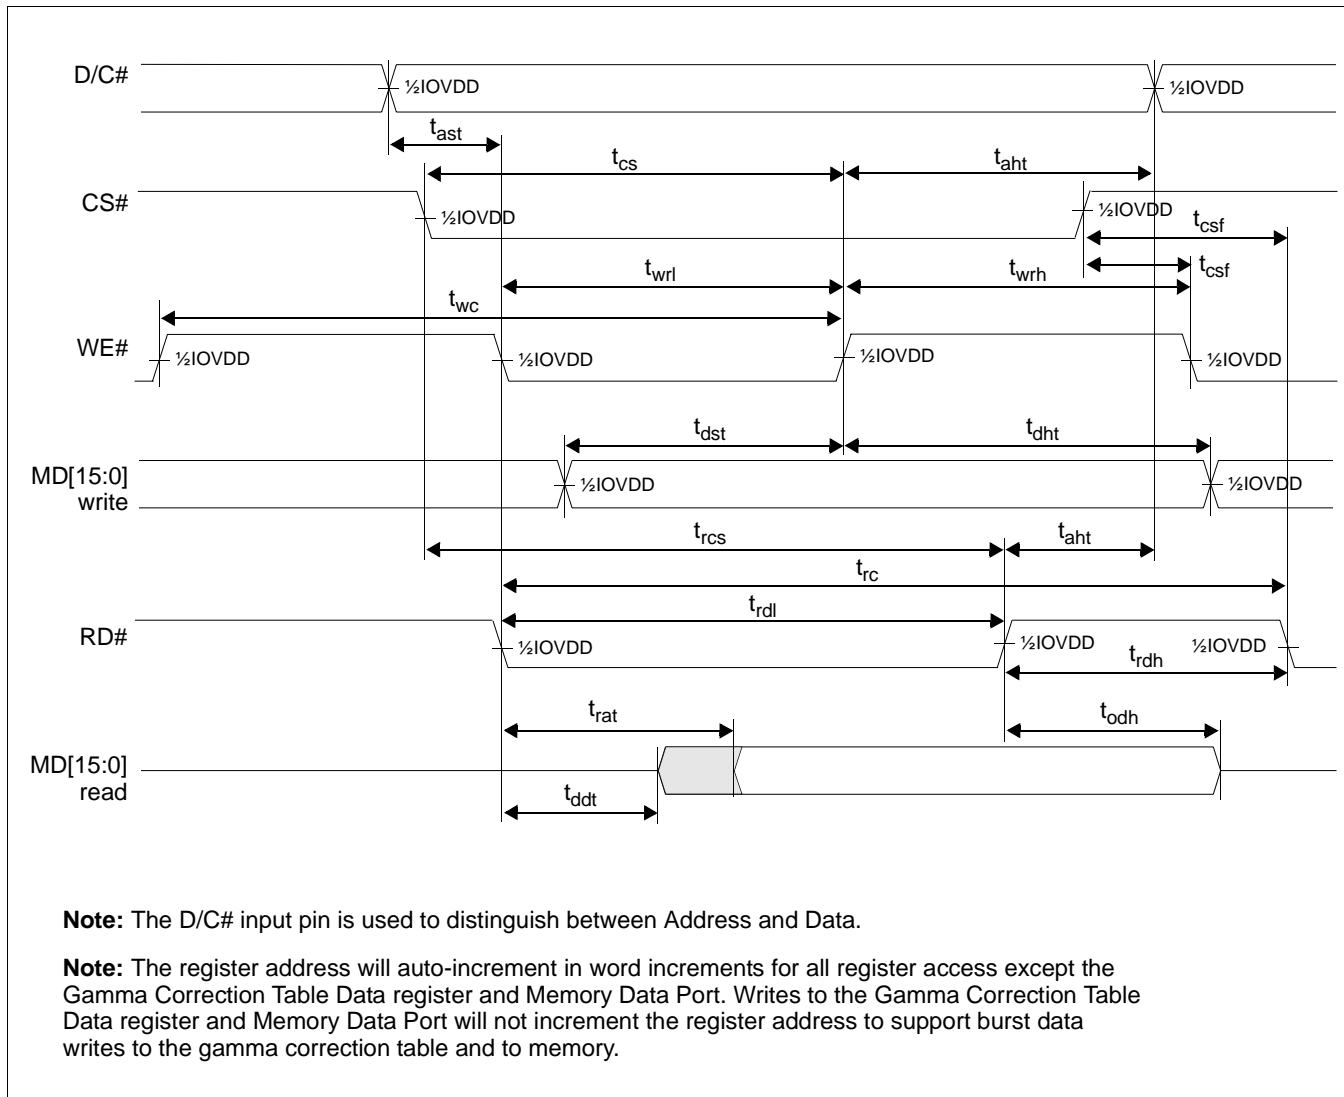 D/C#
½IOVDD
½IOVDD
tast
tcs
taht
CS#
½IOVDD
½IOVDD
tcsf
twrl
twrh
tcsf
twc
WE#
½IOVDD
½IOVDD
½IOVDD
½IOVDD
tdst
tdht
MD[15:0]
write
½IOVDD
½IOVDD
trcs
taht
trc
trdl
RD#
½IOVDD
½IOVDD
½IOVDD
trdh
trat
todh
MD[15:0]
read
tddt
Note: The D/C# input pin is used to distinguish between Address and Data.
Note: The register address will auto-increment in word increments for all register access except the
Gamma Correction Table Data register and Memory Data Port. Writes to the Gamma Correction Table
Data register and Memory Data Port will not increment the register address to support burst data
writes to the gamma correction table and to memory.